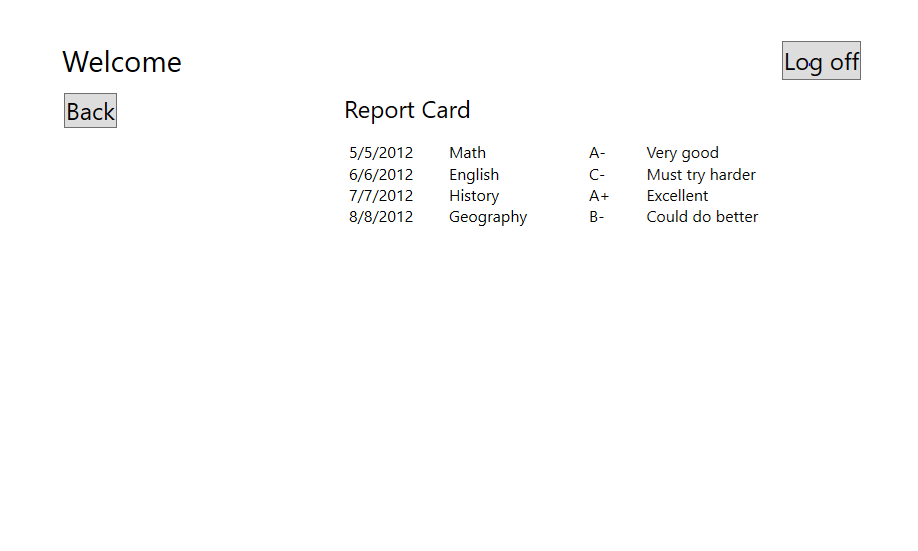 Welcome
Log off
Back
Report Card
5/5/2012 Math A- Very good
6/6/2012 English C- Must try harder
7/7/2012 History A+ Excellent
8/8/2012 Geography B- Could do better